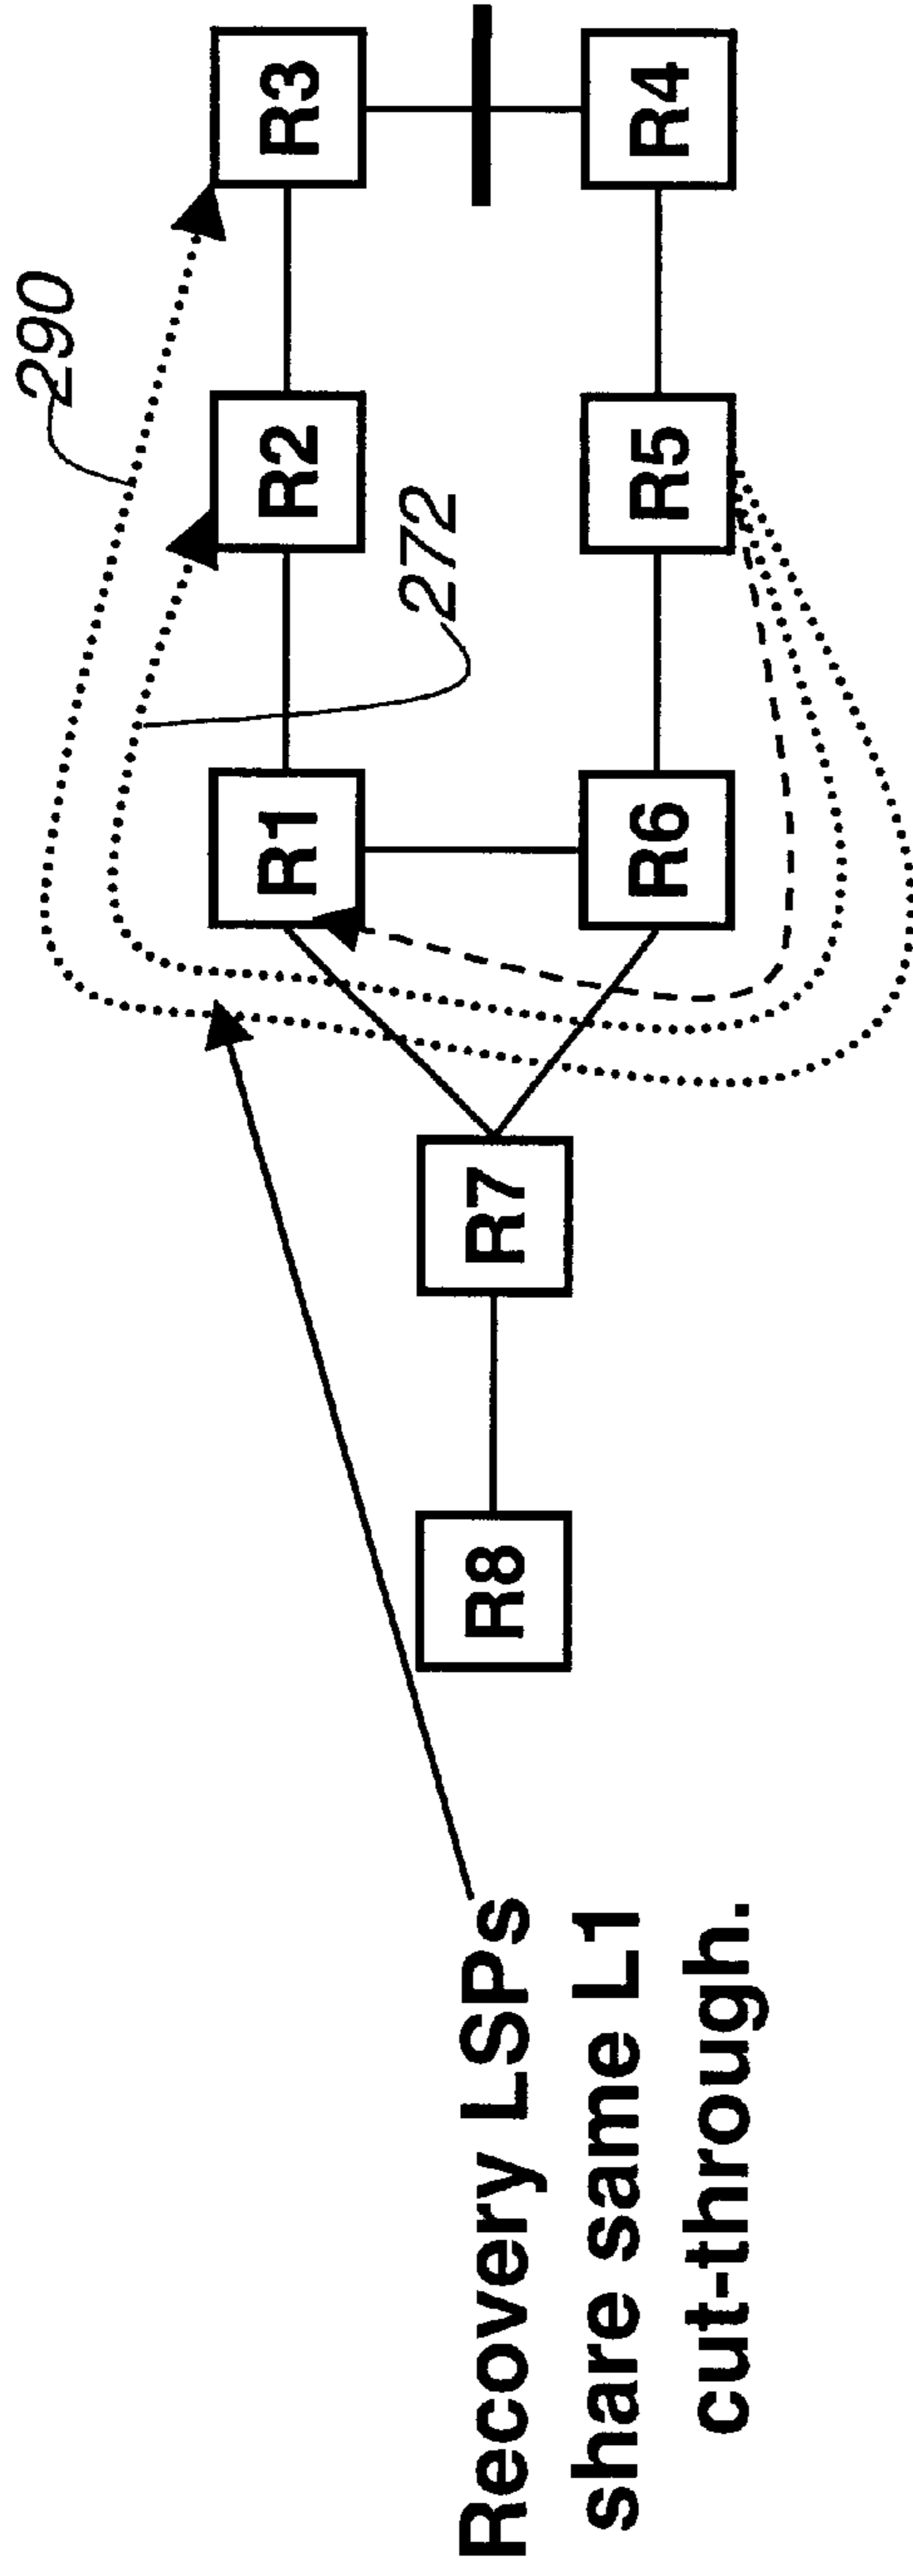 290
R3
R2
272
R1
R4
R5
R6
R7
R8
Recovery LSPs
share same L1
cut-through.